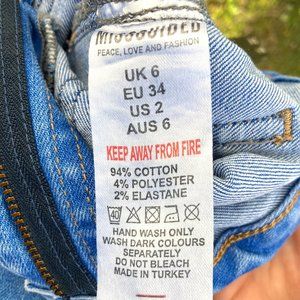 MISSGUIDED
PEACE, LOVE AND FASHION
UK 6
EU 34
US 2
AUS 6
KEEP AWAY FROM FIRE
94% COTTON
4% POLYESTER
2% ELASTANE
40
HAND WASH ONLY
WASH DARK COLOURS
SEPARATELY
DO NOT BLEACH
MADE IN TURKEY